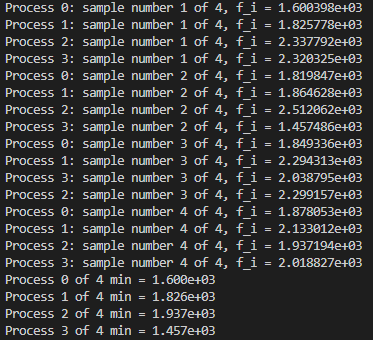 Process 0: sample number 1 of 4, f_i = 1.600398e+03
Process 1: sample number 1 of 4, f_i = 1.825778e+03
Process 2: sample number 1 of 4, f_i = 2.337792e+03
Process 3: sample number 1 of 4, f_i = 2.320325e+03
Process 0: sample number 2 of 4, f_i = 1.819847e+03
Process 1: sample number 2 of 4, f_i = 1.864628e+03
Process 2: sample number 2 of 4, f_i = 2.512062e+03
Process 3: sample number 2 of 4, f_i = 1.457486e+03
Process 0: sample number 3 of 4, f_i = 1.849336e+03
Process 1: sample number 3 of 4, f_i = 2.294313e+03
Process 3: sample number 3 of 4, f_i = 2.038795e+03
Process 2: sample number 3 of 4, f_i = 2.299157e+03
Process 0: sample number 4 of 4, f_i = 1.878053e+03
Process 1: sample number 4 of 4, f_i = 2.133012e+03
Process 2: sample number 4 of 4, f_i = 1.937194e+03
Process 3: sample number 4 of 4, f_i = 2.018827e+03
Process 0 of 4 min = 1.600e+03
Process 1 of 4 min = 1.826e+03
Process 2 of 4 min = 1.937e+03
Process 3 of 4 min = 1.457e+03